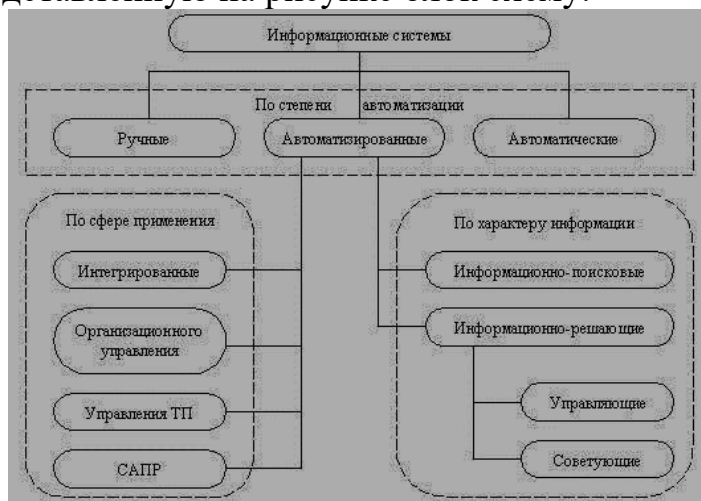 Информационные системы
По степени автоматизации
Ручные
Автоматизированные
Автоматические
По сфере применения
Интегрированные
Организационного
управления
Управления ТП
САПР
По характеру информации
Информационно-поисковые
Информационно-решающие
Управляющие
Советующие